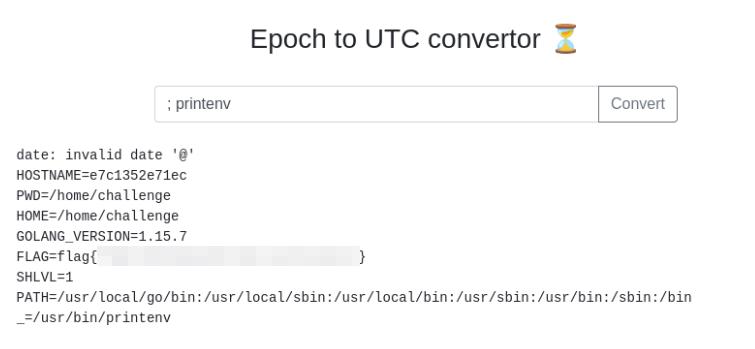 Epoch to UTC convertor ⏳
; printenv
Convert
date: invalid date '@'
HOSTNAME=e7c1352e71ec
PWD=/home/challenge
HOME=/home/challenge
GOLANG_VERSION=1.15.7
FLAG=flag{ }
SHLVL=1
PATH=/usr/local/go/bin:/usr/local/sbin:/usr/local/bin:/usr/sbin:/usr/bin:/sbin:/bin
_=/usr/bin/printenv